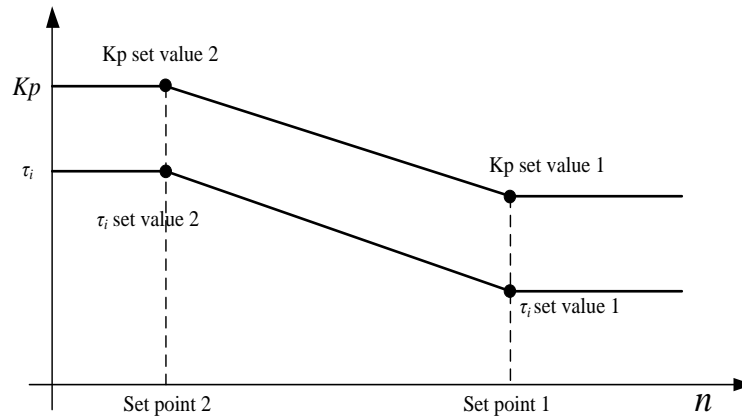 Kp set value 2
Kp
Kp set value 1
τi
τi set value 2
τi set value 1
Set point 2
Set point 1
n